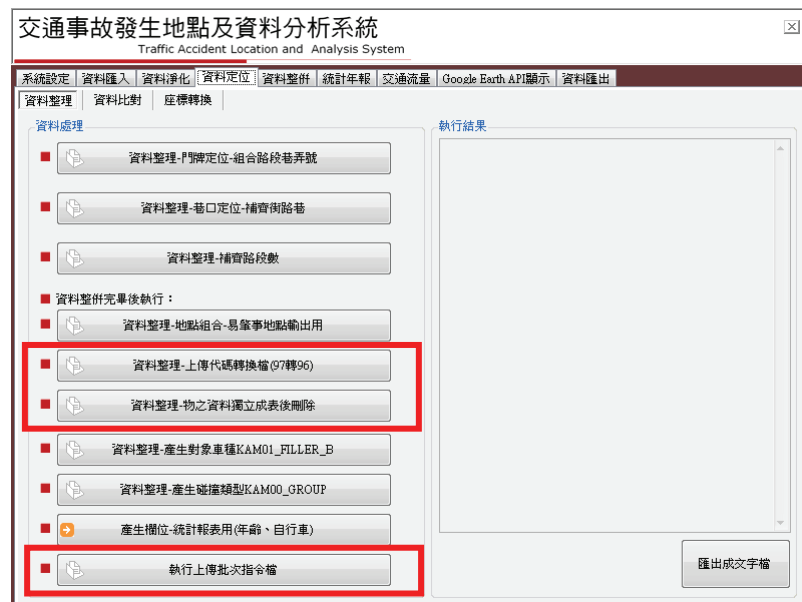 交通事故發生地點及資料分析系統
Traffic Accident Location and Analysis System
系統設定 資料匯入 資料淨化 資料定位 資料整併 統計年報 交通流量 Google Earth API顯示 資料匯出
資料整理 資料比對 座標轉換
資料處理
資料整理-門牌定位-組合路段巷弄號
資料整理-巷口定位-補齊街路巷
資料整理-補齊路段數
資料整併完畢後執行：
資料整理-地點組合-易肇事地點輸出用
資料整理-上傳代碼轉換檔(97轉96)
資料整理-物之資料獨立成表後刪除
資料整理-產生對象車種KAM01_FILLER_B
資料整理-產生碰撞類型KAM00_GROUP
產生欄位-統計報表用(年齡、自行車)
執行上傳批次指令檔
執行結果
匯出成文字檔